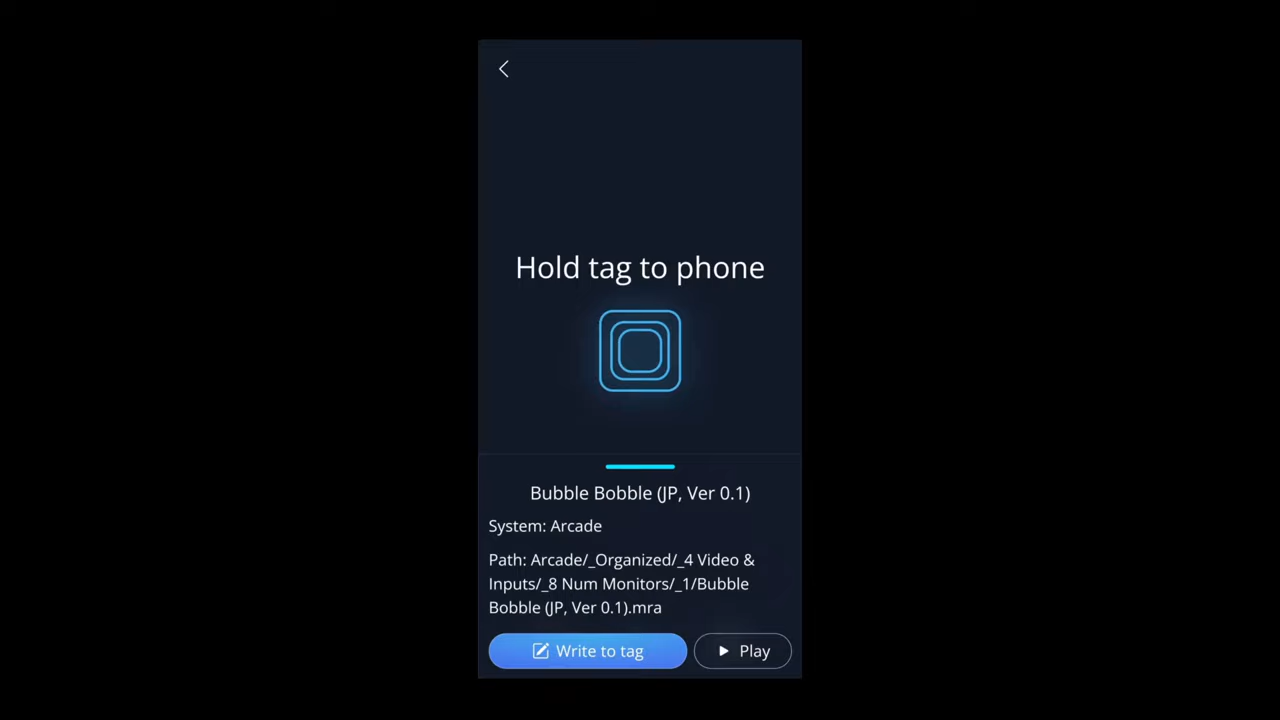 Hold tag to phone
Bubble Bobble (JP, Ver 0.1)
System: Arcade
Path: Arcade/_Organized/_4 Video &
Inputs/_8 Num Monitors/_1/Bubble
Bobble (JP, Ver 0.1).mra
Write to tag
Play